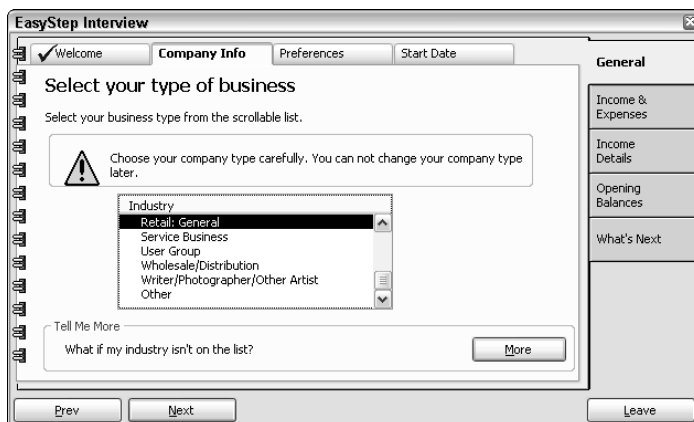 EasyStep Interview
Welcome
Company Info
Preferences
Start Date
Select your type of business
Select your business type from the scrollable list.
Choose your company type carefully. You can not change your company type
later.
Industry
Retail: General
Service Business
User Group
Wholesale/Distribution
Writer/Photographer/Other Artist
Other
Tell Me More
What if my industry isn't on the list?
More
Prev
Next
General
Income &
Expenses
Income
Details
Opening
Balances
What's Next
Leave